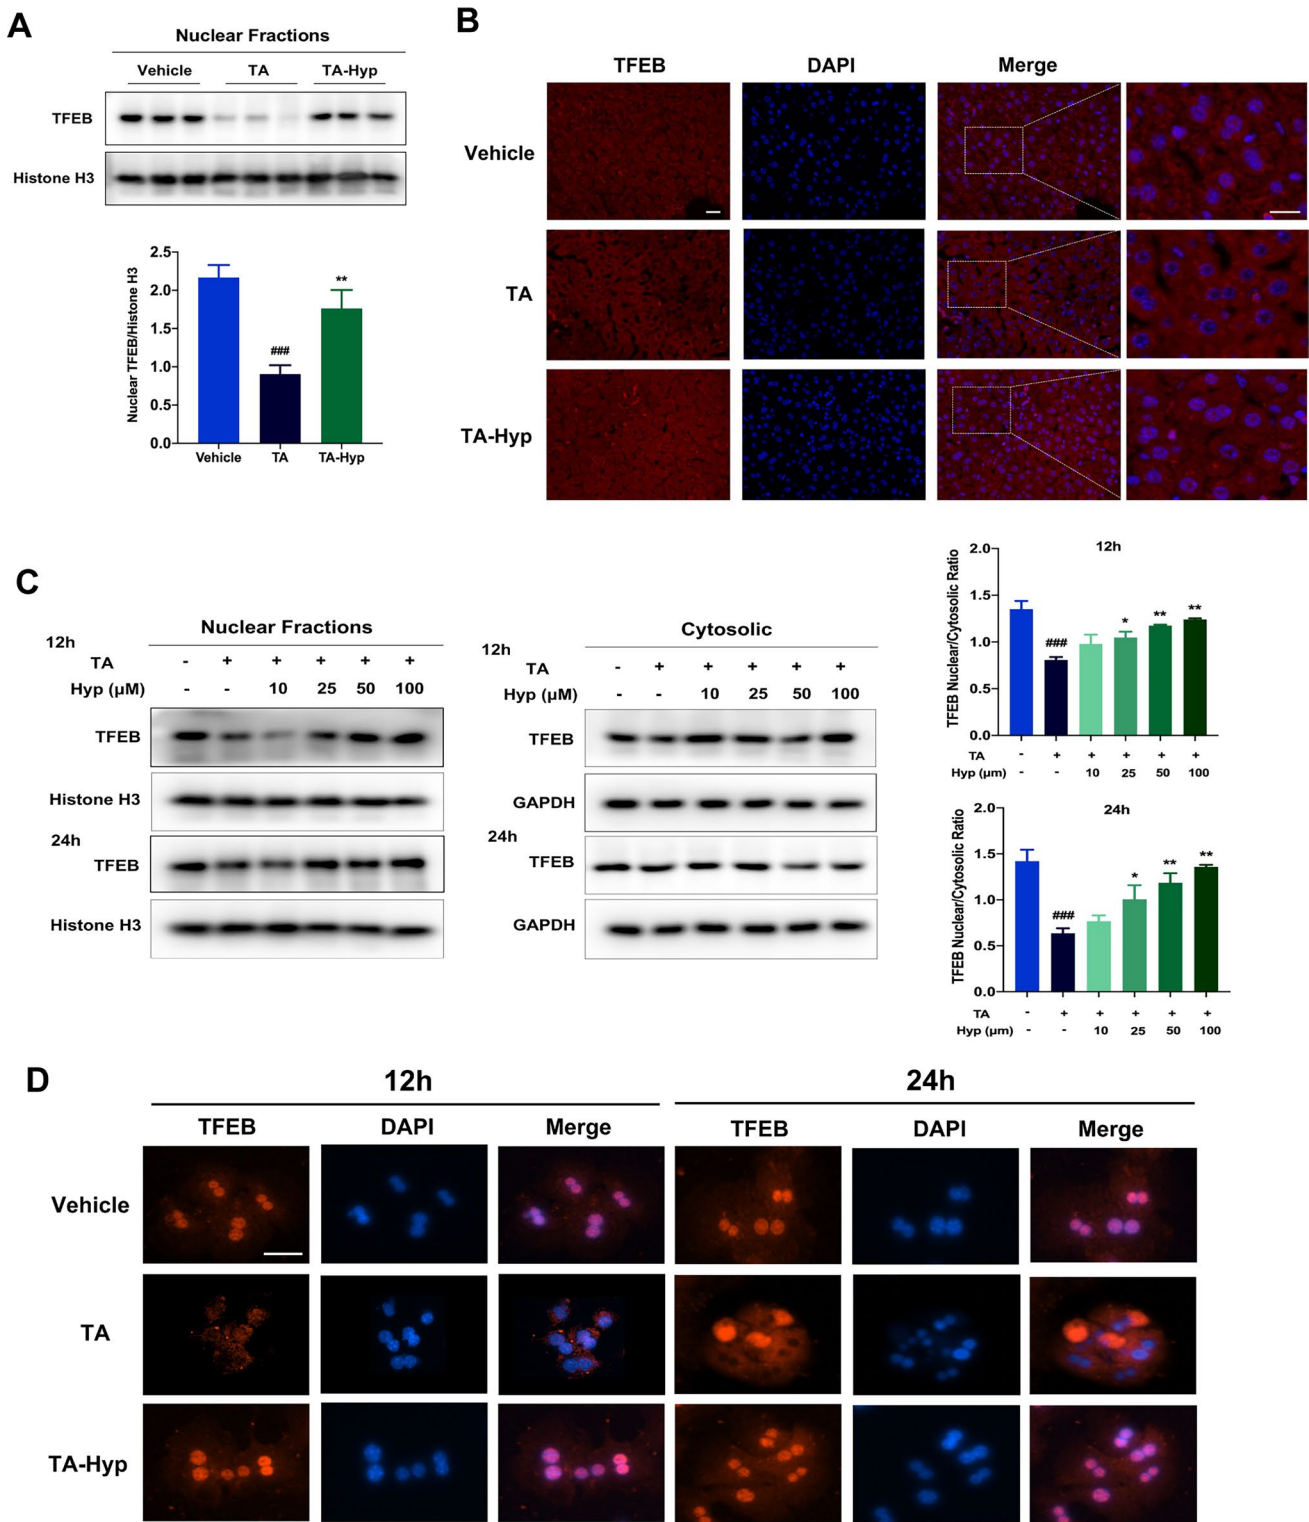 A
Nuclear Fractions
Vehicle TA TA-Hyp
TFEB
Histone H3
Nuclear TFEB/Histone H3
2.5
2.0
1.5
1.0
0.5
0.0
###
**
Vehicle TA TA-Hyp
B
TFEB DAPI Merge
Vehicle
TA
TA-Hyp
C
Nuclear Fractions
12h
TA - + + + + +
Hyp (μM) - - 10 25 50 100
TFEB
Histone H3
24h
TFEB
Histone H3
Cytosolic
12h
TA - + + + + +
Hyp (μM) - - 10 25 50 100
TFEB
GAPDH
24h
TFEB
GAPDH
12h
TFEB Nuclear/Cytosolic Ratio
2.0
1.5
1.0
0.5
0.0
### * ** **
TA - + + + + +
Hyp (μm) - - 10 25 50 100
24h
TFEB Nuclear/Cytosolic Ratio
2.0
1.5
1.0
0.5
0.0
### * ** **
TA - + + + + +
Hyp (μm) - - 10 25 50 100
D
12h 24h
TFEB DAPI Merge TFEB DAPI Merge
Vehicle
TA
TA-Hyp